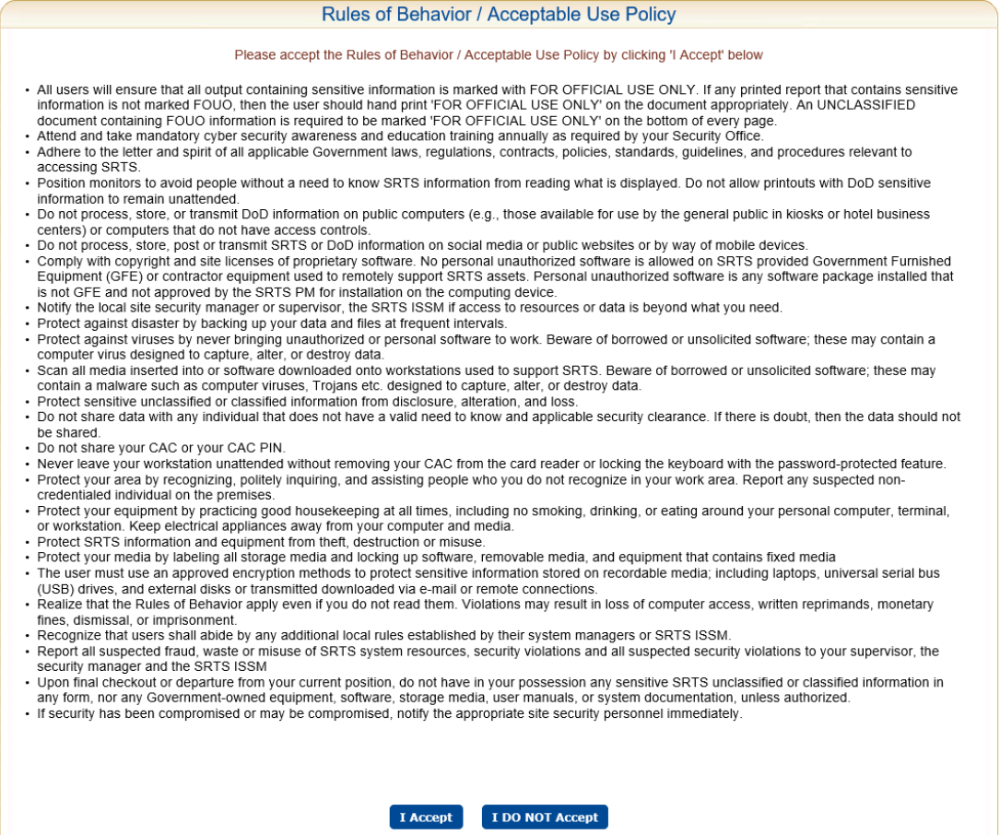 Rules of Behavior / Acceptable Use Policy
Please accept the Rules of Behavior / Acceptable Use Policy by clicking 'I Accept' below
• All users will ensure that all output containing sensitive information is marked with FOR OFFICIAL USE ONLY. If any printed report that contains sensitive
information is not marked FOUO, then the user should hand print 'FOR OFFICIAL USE ONLY' on the document appropriately. An UNCLASSIFIED
document containing FOUO information is required to be marked 'FOR OFFICIAL USE ONLY' on the bottom of every page.
• Attend and take mandatory cyber security awareness and education training annually as required by your Security Office.
• Adhere to the letter and spirit of all applicable Government laws, regulations, contracts, policies, standards, guidelines, and procedures relevant to
accessing SRTS.
• Position monitors to avoid people without a need to know SRTS information from reading what is displayed. Do not allow printouts with DoD sensitive
information to remain unattended.
• Do not process, store, or transmit DoD information on public computers (e.g., those available for use by the general public in kiosks or hotel business
centers) or computers that do not have access controls.
• Do not process, store, post or transmit SRTS or DoD information on social media or public websites or by way of mobile devices.
• Comply with copyright and site licenses of proprietary software. No personal unauthorized software is allowed on SRTS provided Government Furnished
Equipment (GFE) or contractor equipment used to remotely support SRTS assets. Personal unauthorized software is any software package installed that
is not GFE and not approved by the SRTS PM for installation on the computing device.
• Notify the local site security manager or supervisor, the SRTS ISSM if access to resources or data is beyond what you need.
• Protect against disaster by backing up your data and files at frequent intervals.
• Protect against viruses by never bringing unauthorized or personal software to work. Beware of borrowed or unsolicited software; these may contain a
computer virus designed to capture, alter, or destroy data.
• Scan all media inserted into or software downloaded onto workstations used to support SRTS. Beware of borrowed or unsolicited software; these may
contain a malware such as computer viruses, Trojans etc. designed to capture, alter, or destroy data.
• Protect sensitive unclassified or classified information from disclosure, alteration, and loss.
• Do not share data with any individual that does not have a valid need to know and applicable security clearance. If there is doubt, then the data should not
be shared.
• Do not share your CAC or your CAC PIN.
• Never leave your workstation unattended without removing your CAC from the card reader or locking the keyboard with the password-protected feature.
• Protect your area by recognizing, politely inquiring, and assisting people who you do not recognize in your work area. Report any suspected non-
credentialed individual on the premises.
• Protect your equipment by practicing good housekeeping at all times, including no smoking, drinking, or eating around your personal computer, terminal,
or workstation. Keep electrical appliances away from your computer and media.
• Protect SRTS information and equipment from theft, destruction or misuse.
• Protect your media by labeling all storage media and locking up software, removable media, and equipment that contains fixed media
• The user must use an approved encryption methods to protect sensitive information stored on recordable media; including laptops, universal serial bus
(USB) drives, and external disks or transmitted downloaded via e-mail or remote connections.
• Realize that the Rules of Behavior apply even if you do not read them. Violations may result in loss of computer access, written reprimands, monetary
fines, dismissal, or imprisonment.
• Recognize that users shall abide by any additional local rules established by their system managers or SRTS ISSM.
• Report all suspected fraud, waste or misuse of SRTS system resources, security violations and all suspected security violations to your supervisor, the
security manager and the SRTS ISSM
• Upon final checkout or departure from your current position, do not have in your possession any sensitive SRTS unclassified or classified information in
any form, nor any Government-owned equipment, software, storage media, user manuals, or system documentation, unless authorized.
• If security has been compromised or may be compromised, notify the appropriate site security personnel immediately.
I Accept I DO NOT Accept